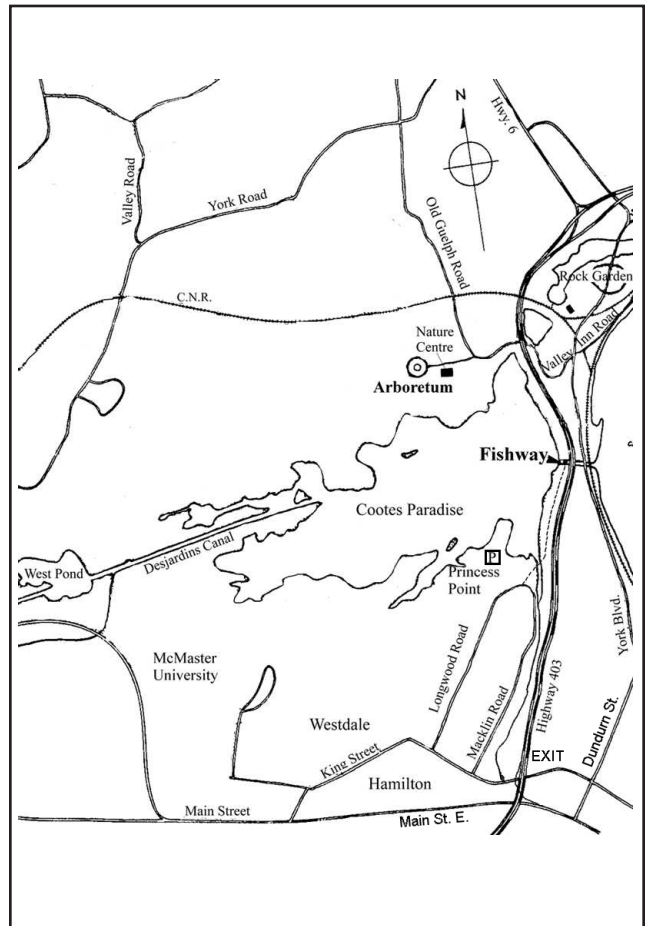 N
Hwy. 6
Valley Road
York Road
Old Guelph Road
Rock Garden
C.N.R.
Nature
Centre
Valley Inn Road
Arboretum
Fishway
Cootes Paradise
Desjardins Canal
West Pond
P
Princess
Point
McMaster
University
Longwood Road
Macklin Road
Highway 403
York Blvd.
Westdale
King Street
EXIT
Dundurn St.
Hamilton
Main Street
Main St. E.